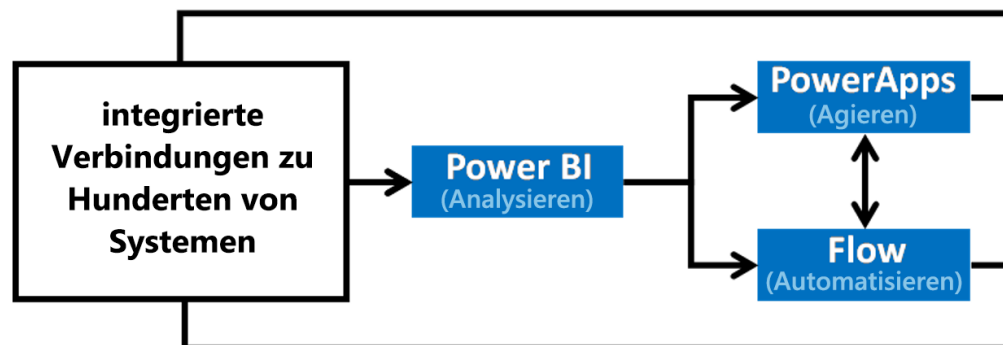 integrierte
Verbindungen zu
Hunderten von
Systemen
Power BI
(Analysieren)
PowerApps
(Agieren)
Flow
(Automatisieren)